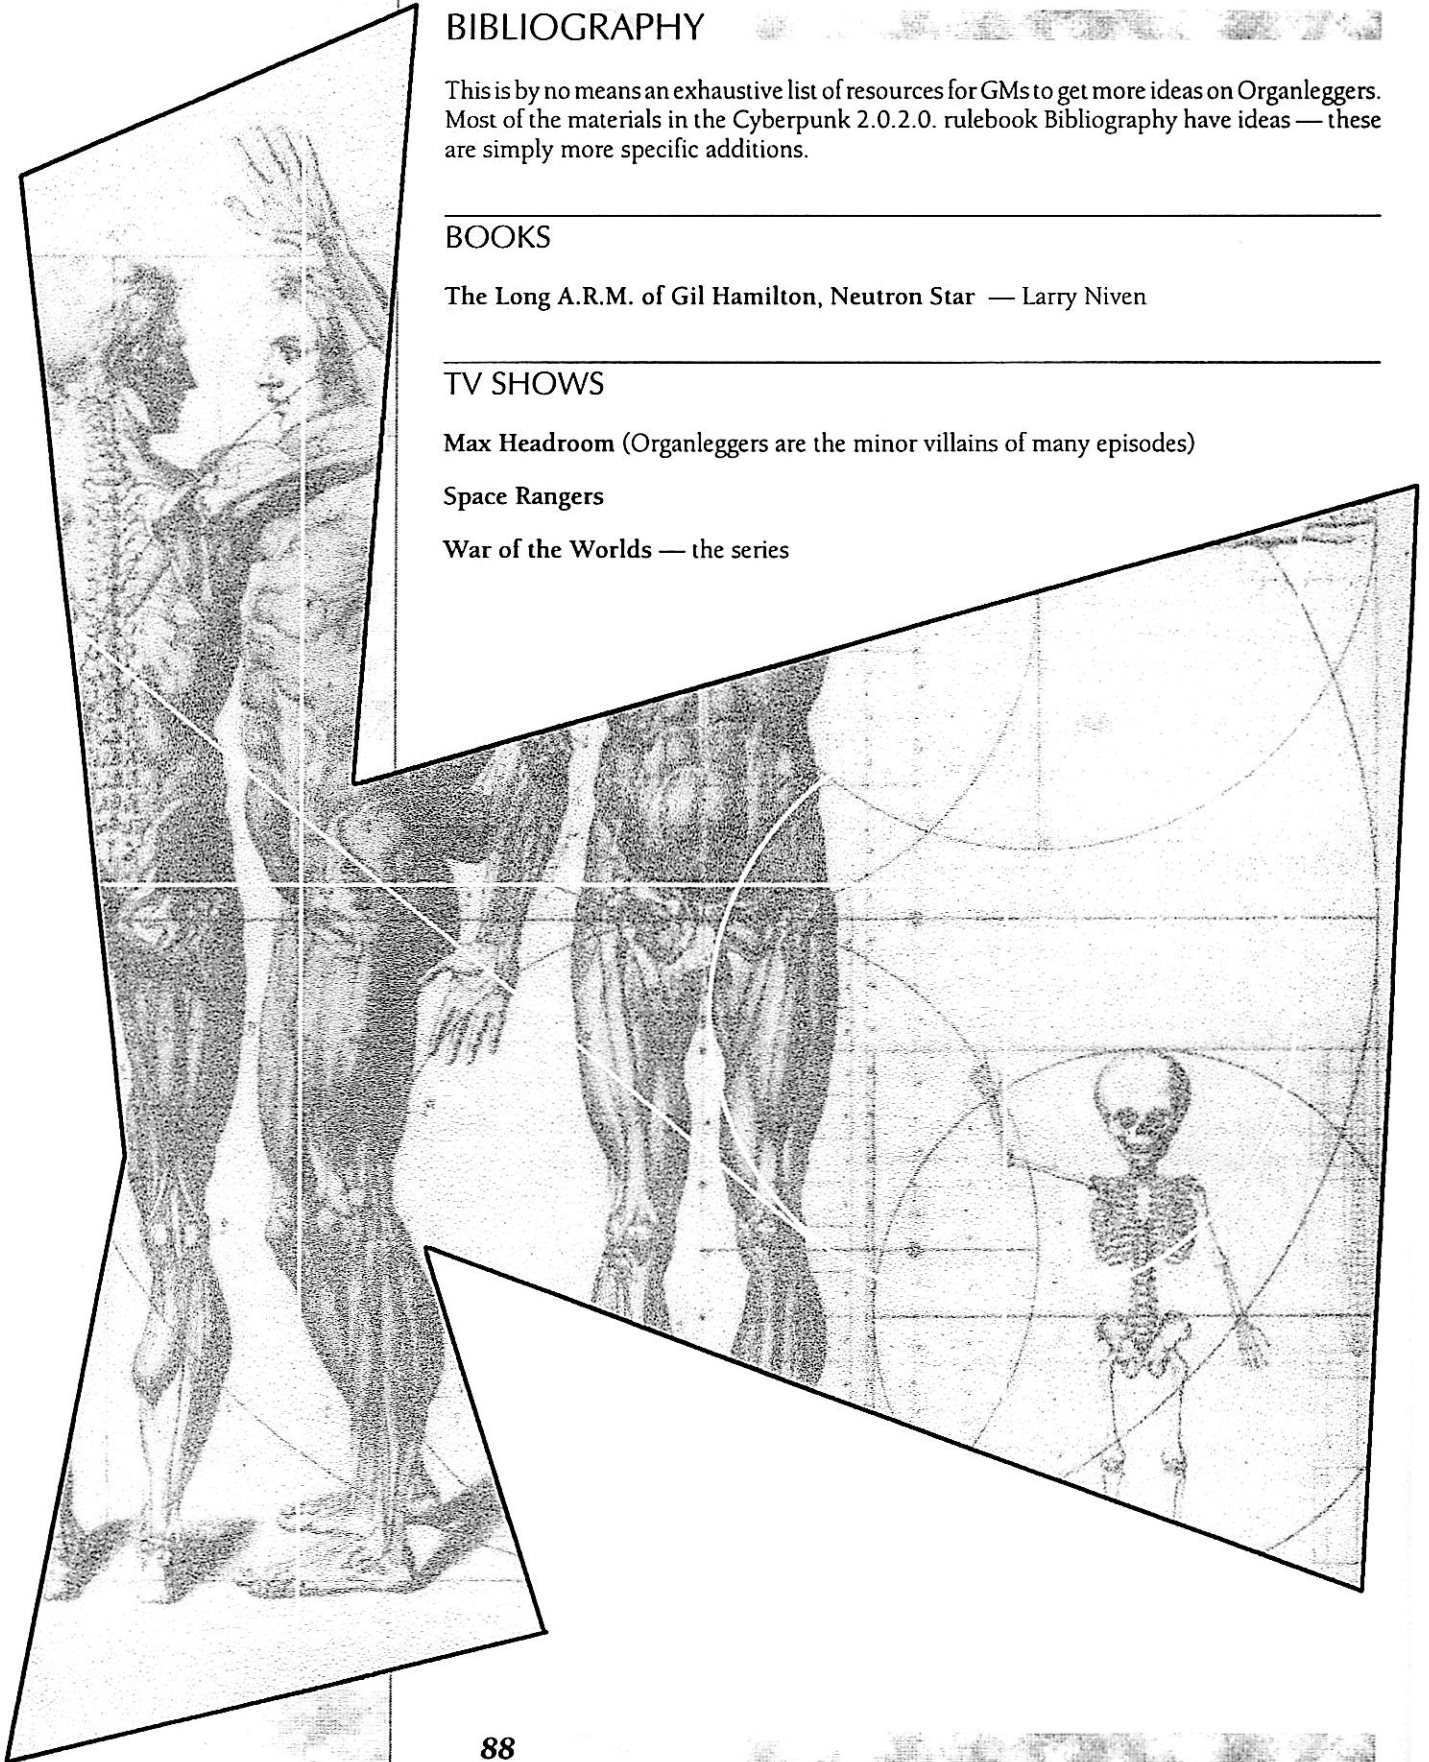 BIBLIOGRAPHY
This is by no means an exhaustive list of resources for GMs to get more ideas on Organleggers.
Most of the materials in the Cyberpunk 2.0.2.0. rulebook Bibliography have ideas — these
are simply more specific additions.
BOOKS
The Long A.R.M. of Gil Hamilton, Neutron Star — Larry Niven
TV SHOWS
Max Headroom (Organleggers are the minor villains of many episodes)
Space Rangers
War of the Worlds — the series
88